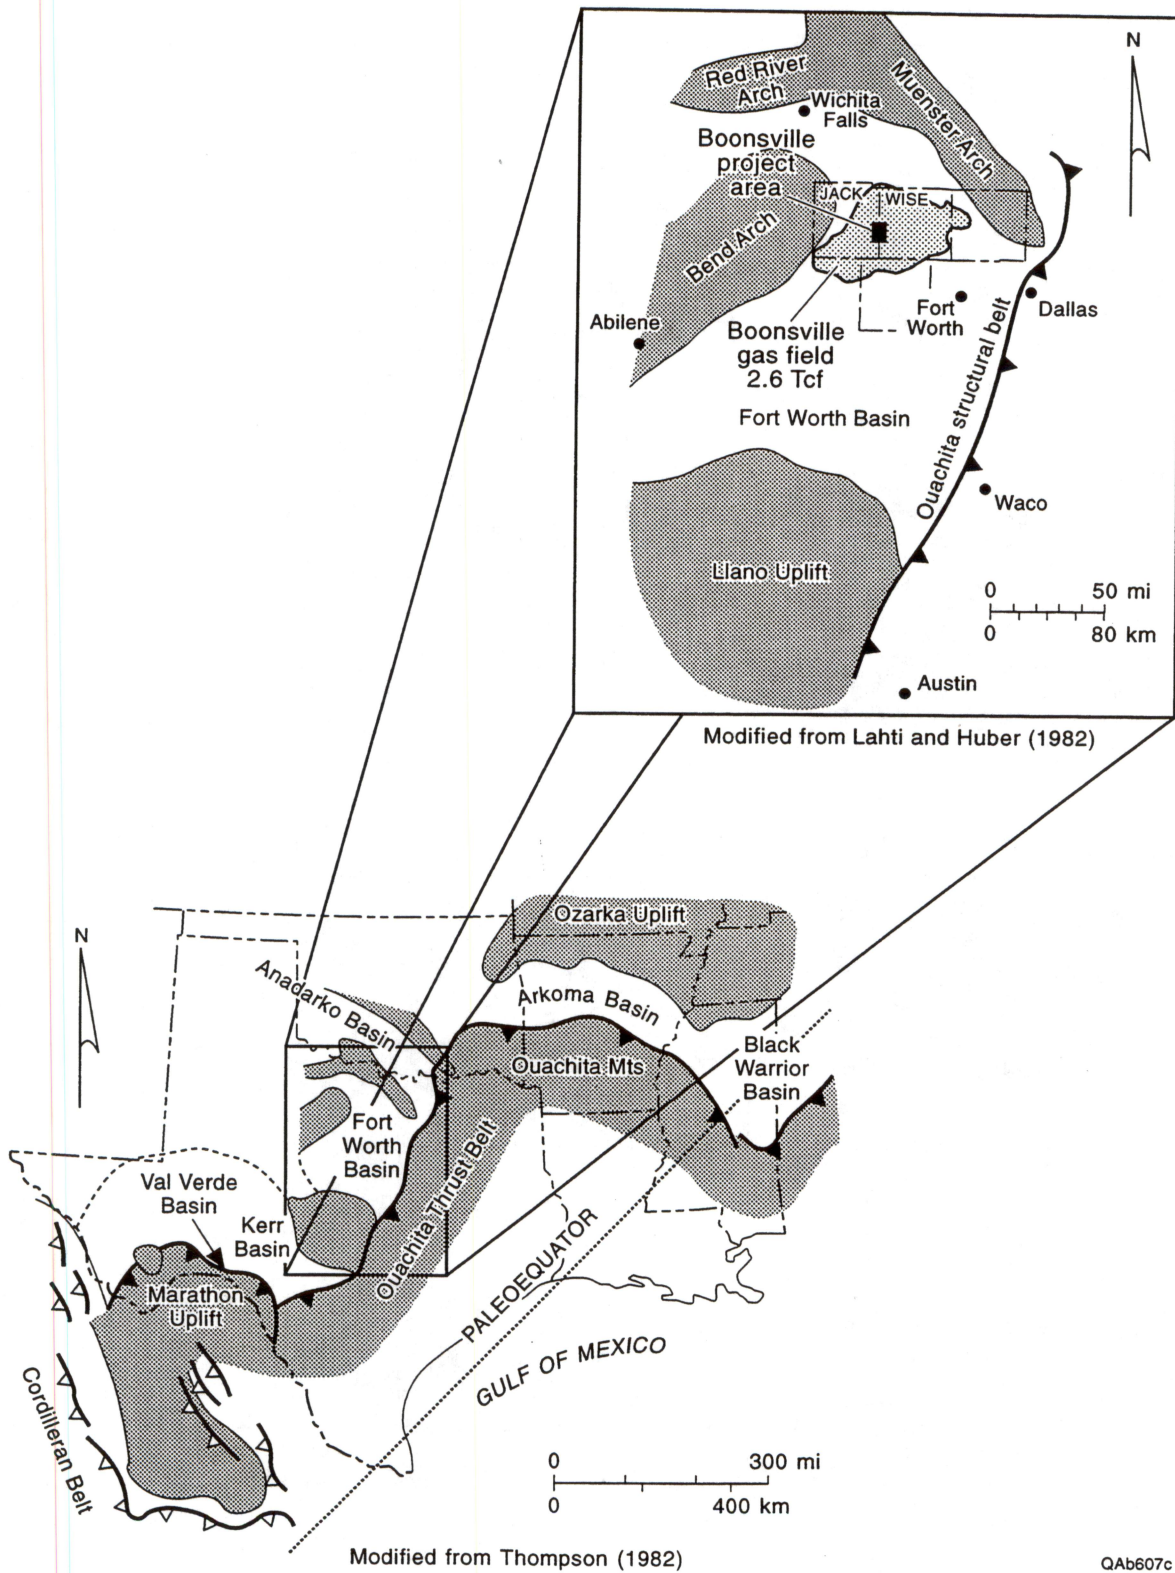 N
Red River
Arch
Muenster Arch
Wichita
Falls
Boonsville
project
area
JACK
WISE
Bend Arch
Abilene
Boonsville
gas field
2.6 Tcf
Fort
Worth
Dallas
Fort Worth Basin
Ouachita structural belt
Waco
Llano Uplift
0 50 mi
0 80 km
Austin
Modified from Lahti and Huber (1982)
N
Ozarka Uplift
Anadarko Basin
Arkoma Basin
Ouachita Mts
Black
Warrior
Basin
Fort
Worth
Basin
Val Verde
Basin
Kerr
Basin
Ouachita Thrust Belt
Marathon
Uplift
PALEOEQUATOR
GULF OF MEXICO
Cordilleran Belt
0 300 mi
0 400 km
Modified from Thompson (1982)
QAb607c